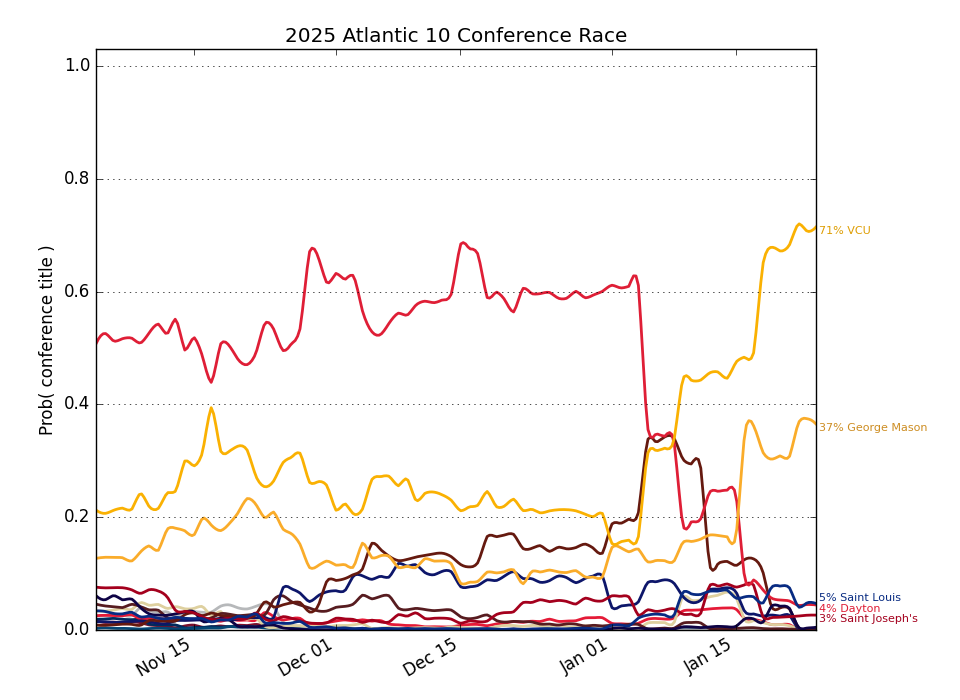 2025 Atlantic 10 Conference Race
1.0
0.8
0.6
0.4
0.2
0.0
Prob( conference title )
71% VCU
37% George Mason
5% Saint Louis
4% Dayton
3% Saint Joseph's
Nov 15
Dec 01
Dec 15
Jan 01
Jan 15